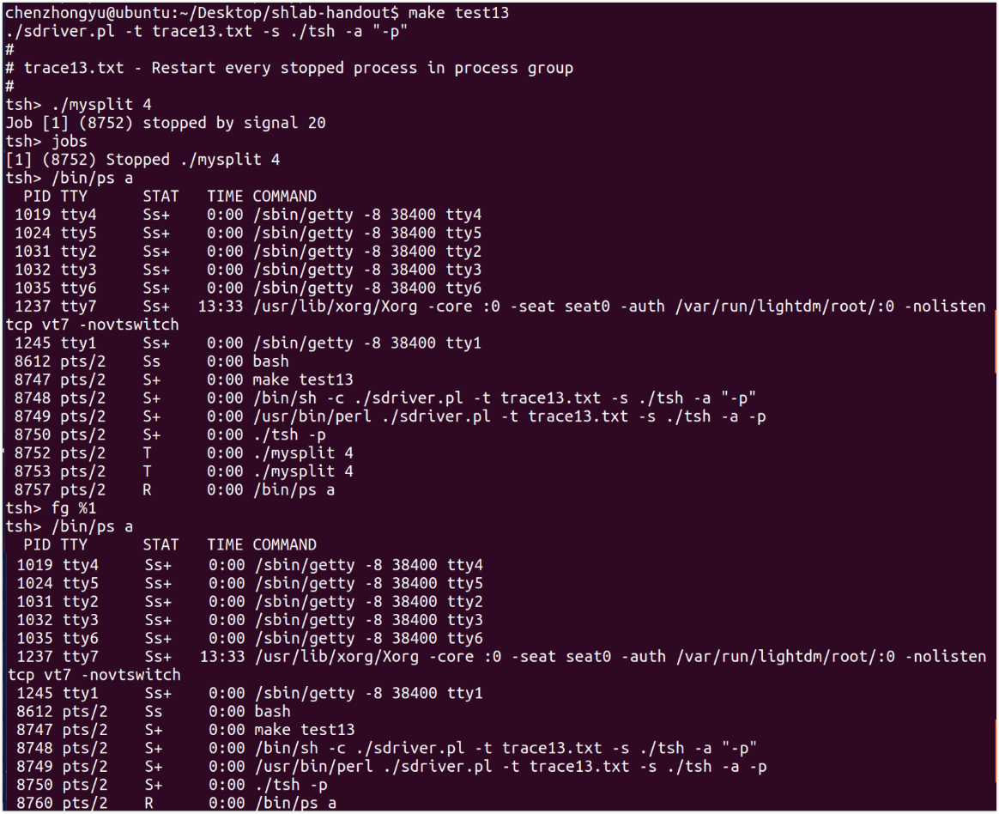 chenzhongyu@ubuntu:~/Desktop/shlab-handout$ make test13
./sdriver.pl -t trace13.txt -s ./tsh -a "-p"
#
# trace13.txt - Restart every stopped process in process group
#
tsh> ./mysplit 4
Job [1] (8752) stopped by signal 20
tsh> jobs
[1] (8752) Stopped ./mysplit 4
tsh> /bin/ps a
  PID TTY      STAT   TIME COMMAND
 1019 tty4     Ss+    0:00 /sbin/getty -8 38400 tty4
 1024 tty5     Ss+    0:00 /sbin/getty -8 38400 tty5
 1031 tty2     Ss+    0:00 /sbin/getty -8 38400 tty2
 1032 tty3     Ss+    0:00 /sbin/getty -8 38400 tty3
 1035 tty6     Ss+    0:00 /sbin/getty -8 38400 tty6
 1237 tty7     Ss+   13:33 /usr/lib/xorg/Xorg -core :0 -seat seat0 -auth /var/run/lightdm/root/:0 -nolisten
tcp vt7 -novtswitch
 1245 tty1     Ss+    0:00 /sbin/getty -8 38400 tty1
 8612 pts/2    Ss     0:00 bash
 8747 pts/2    S+     0:00 make test13
 8748 pts/2    S+     0:00 /bin/sh -c ./sdriver.pl -t trace13.txt -s ./tsh -a "-p"
 8749 pts/2    S+     0:00 /usr/bin/perl ./sdriver.pl -t trace13.txt -s ./tsh -a -p
 8750 pts/2    S+     0:00 ./tsh -p
 8752 pts/2    T      0:00 ./mysplit 4
 8753 pts/2    T      0:00 ./mysplit 4
 8757 pts/2    R      0:00 /bin/ps a
tsh> fg %1
tsh> /bin/ps a
  PID TTY      STAT   TIME COMMAND
 1019 tty4     Ss+    0:00 /sbin/getty -8 38400 tty4
 1024 tty5     Ss+    0:00 /sbin/getty -8 38400 tty5
 1031 tty2     Ss+    0:00 /sbin/getty -8 38400 tty2
 1032 tty3     Ss+    0:00 /sbin/getty -8 38400 tty3
 1035 tty6     Ss+    0:00 /sbin/getty -8 38400 tty6
 1237 tty7     Ss+   13:33 /usr/lib/xorg/Xorg -core :0 -seat seat0 -auth /var/run/lightdm/root/:0 -nolisten
tcp vt7 -novtswitch
 1245 tty1     Ss+    0:00 /sbin/getty -8 38400 tty1
 8612 pts/2    Ss     0:00 bash
 8747 pts/2    S+     0:00 make test13
 8748 pts/2    S+     0:00 /bin/sh -c ./sdriver.pl -t trace13.txt -s ./tsh -a "-p"
 8749 pts/2    S+     0:00 /usr/bin/perl ./sdriver.pl -t trace13.txt -s ./tsh -a -p
 8750 pts/2    S+     0:00 ./tsh -p
 8760 pts/2    R      0:00 /bin/ps a